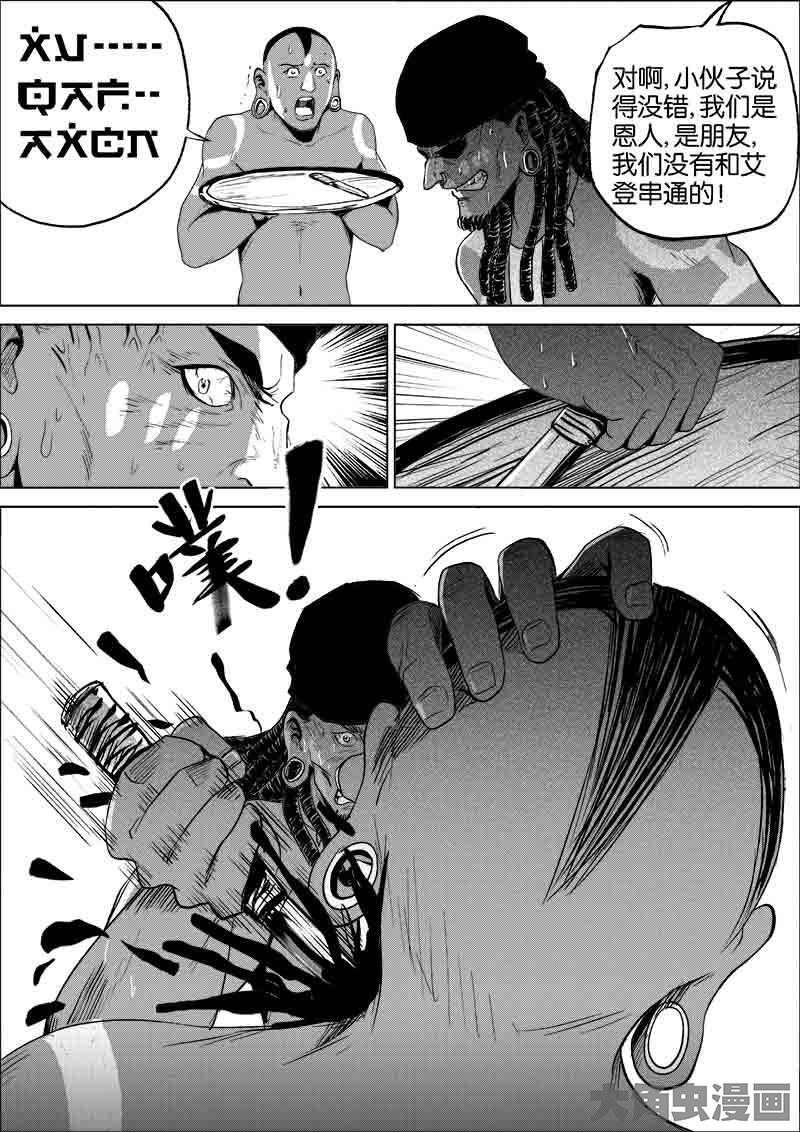 XU-----
QAF--
AXCN
对啊，小伙子说
得没错，我们是
恩人，是朋友，
我们没有和艾
登串通的！
噗！
大角虫漫画